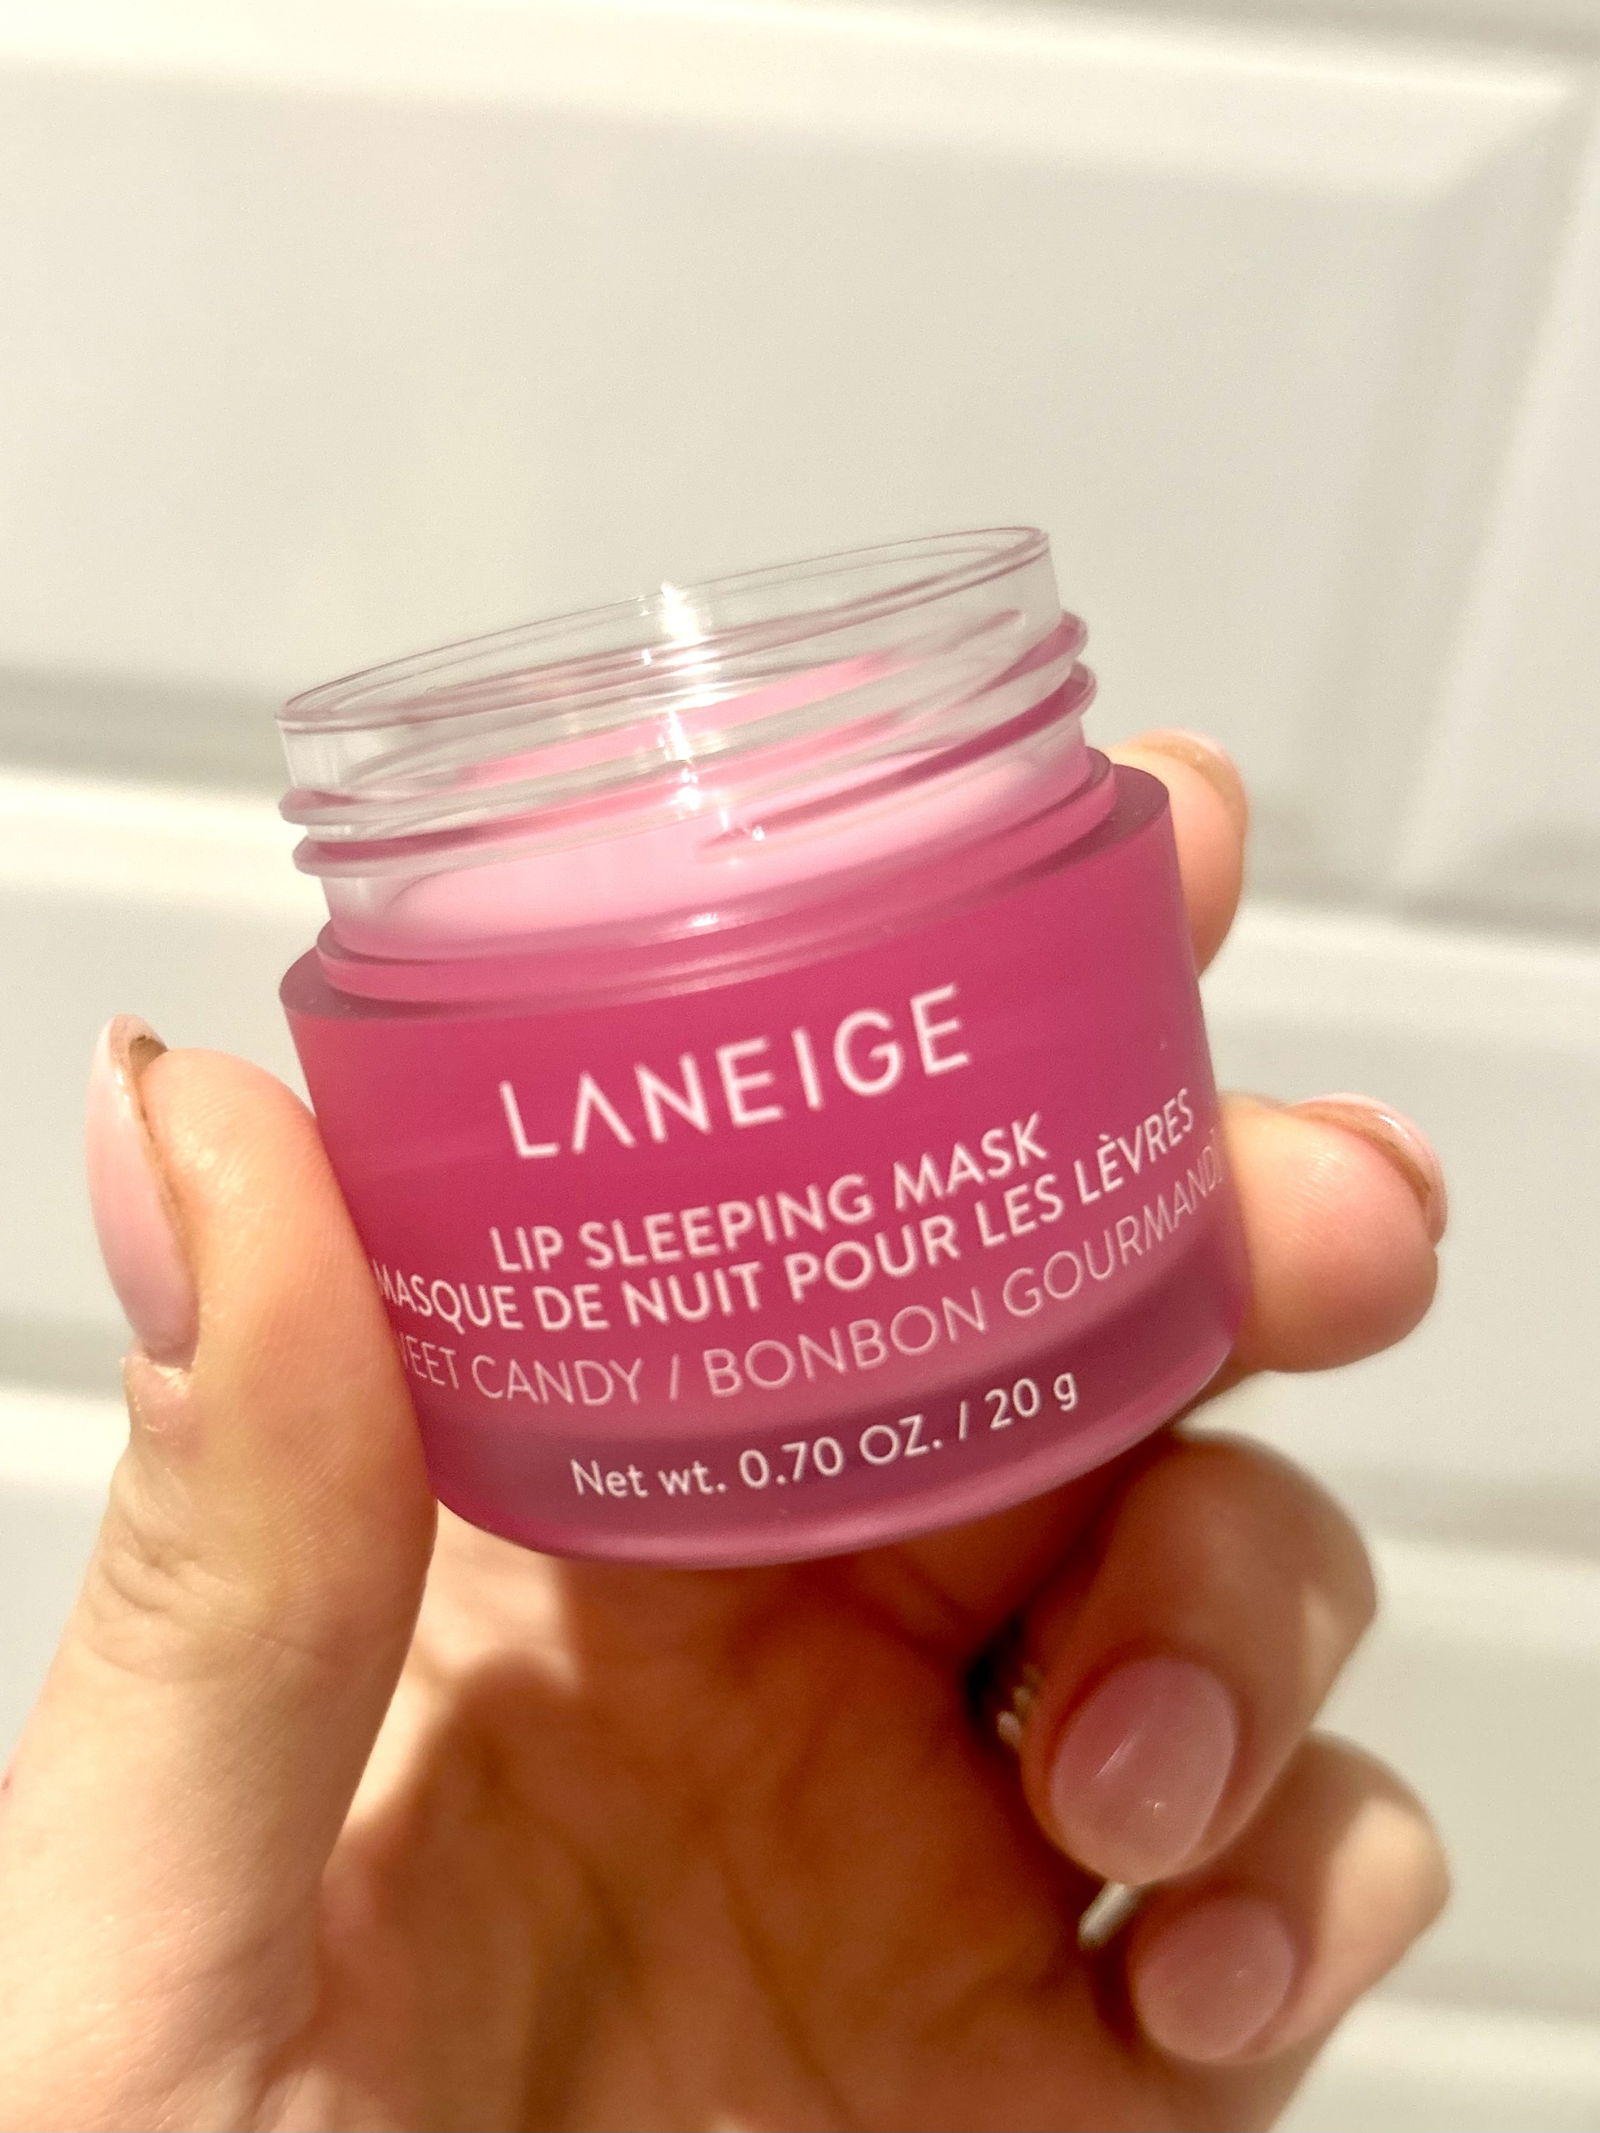 LANEIGE
LIP SLEEPING MASK
MASQUE DE NUIT POUR LES LÈVRES
CANDY / BONBON
Net wt. 0.70 OZ. / 20 g